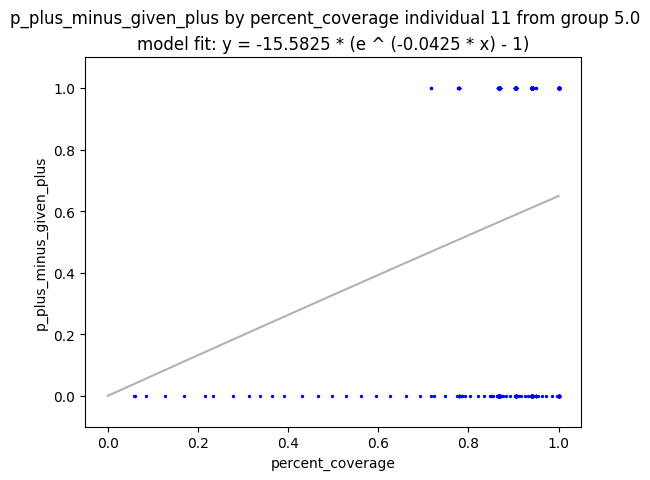 p_plus_minus_given_plus by percent_coverage individual 11 from group 5.0
model fit: y = -15.5825 * (e ^ (-0.0425 * x) - 1)
p_plus_minus_given_plus
1.0
0.8
0.6
0.4
0.2
0.0
0.0 0.2 0.4 0.6 0.8 1.0
percent_coverage